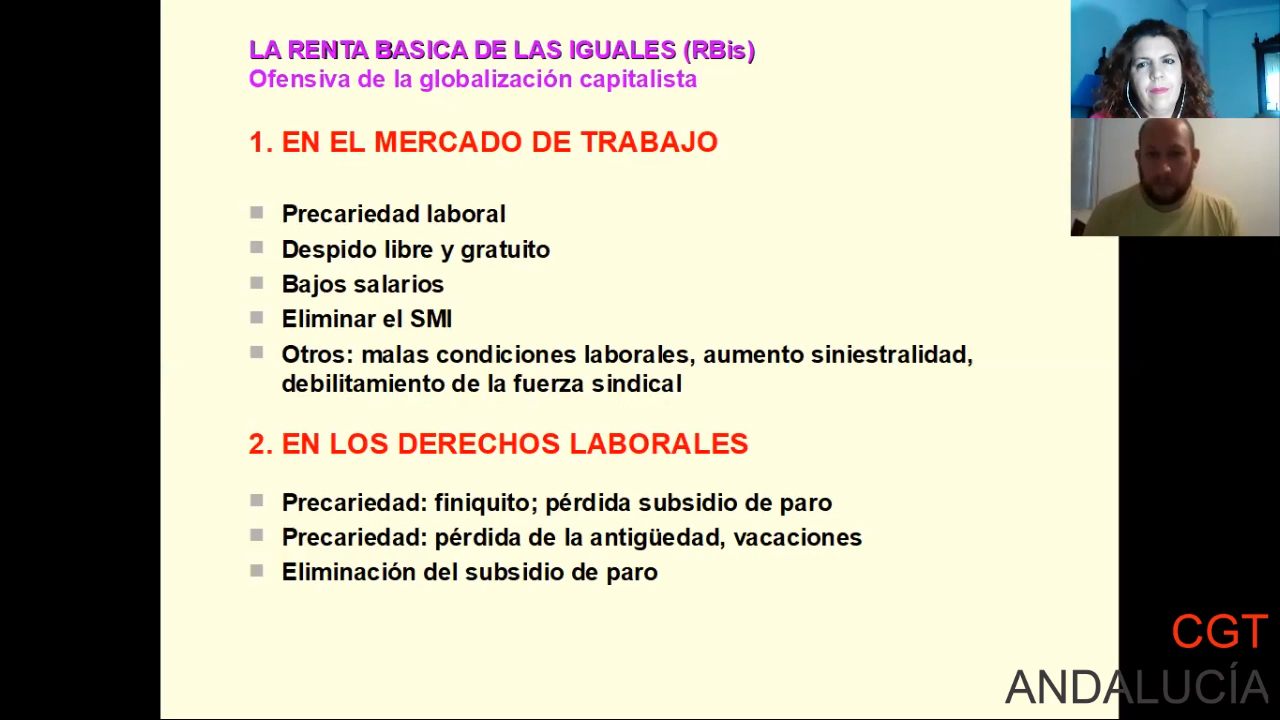 LA RENTA BASICA DE LAS IGUALES (RBis)
Ofensiva de la globalización capitalista
1. EN EL MERCADO DE TRABAJO
Precariedad laboral
Despido libre y gratuito
Bajos salarios
Eliminar el SMI
Otros: malas condiciones laborales, aumento siniestralidad,
debilitamiento de la fuerza sindical
2. EN LOS DERECHOS LABORALES
Precariedad: finiquito; pérdida subsidio de paro
Precariedad: pérdida de la antigüedad, vacaciones
Eliminación del subsidio de paro
CGT
ANDALUCÍA